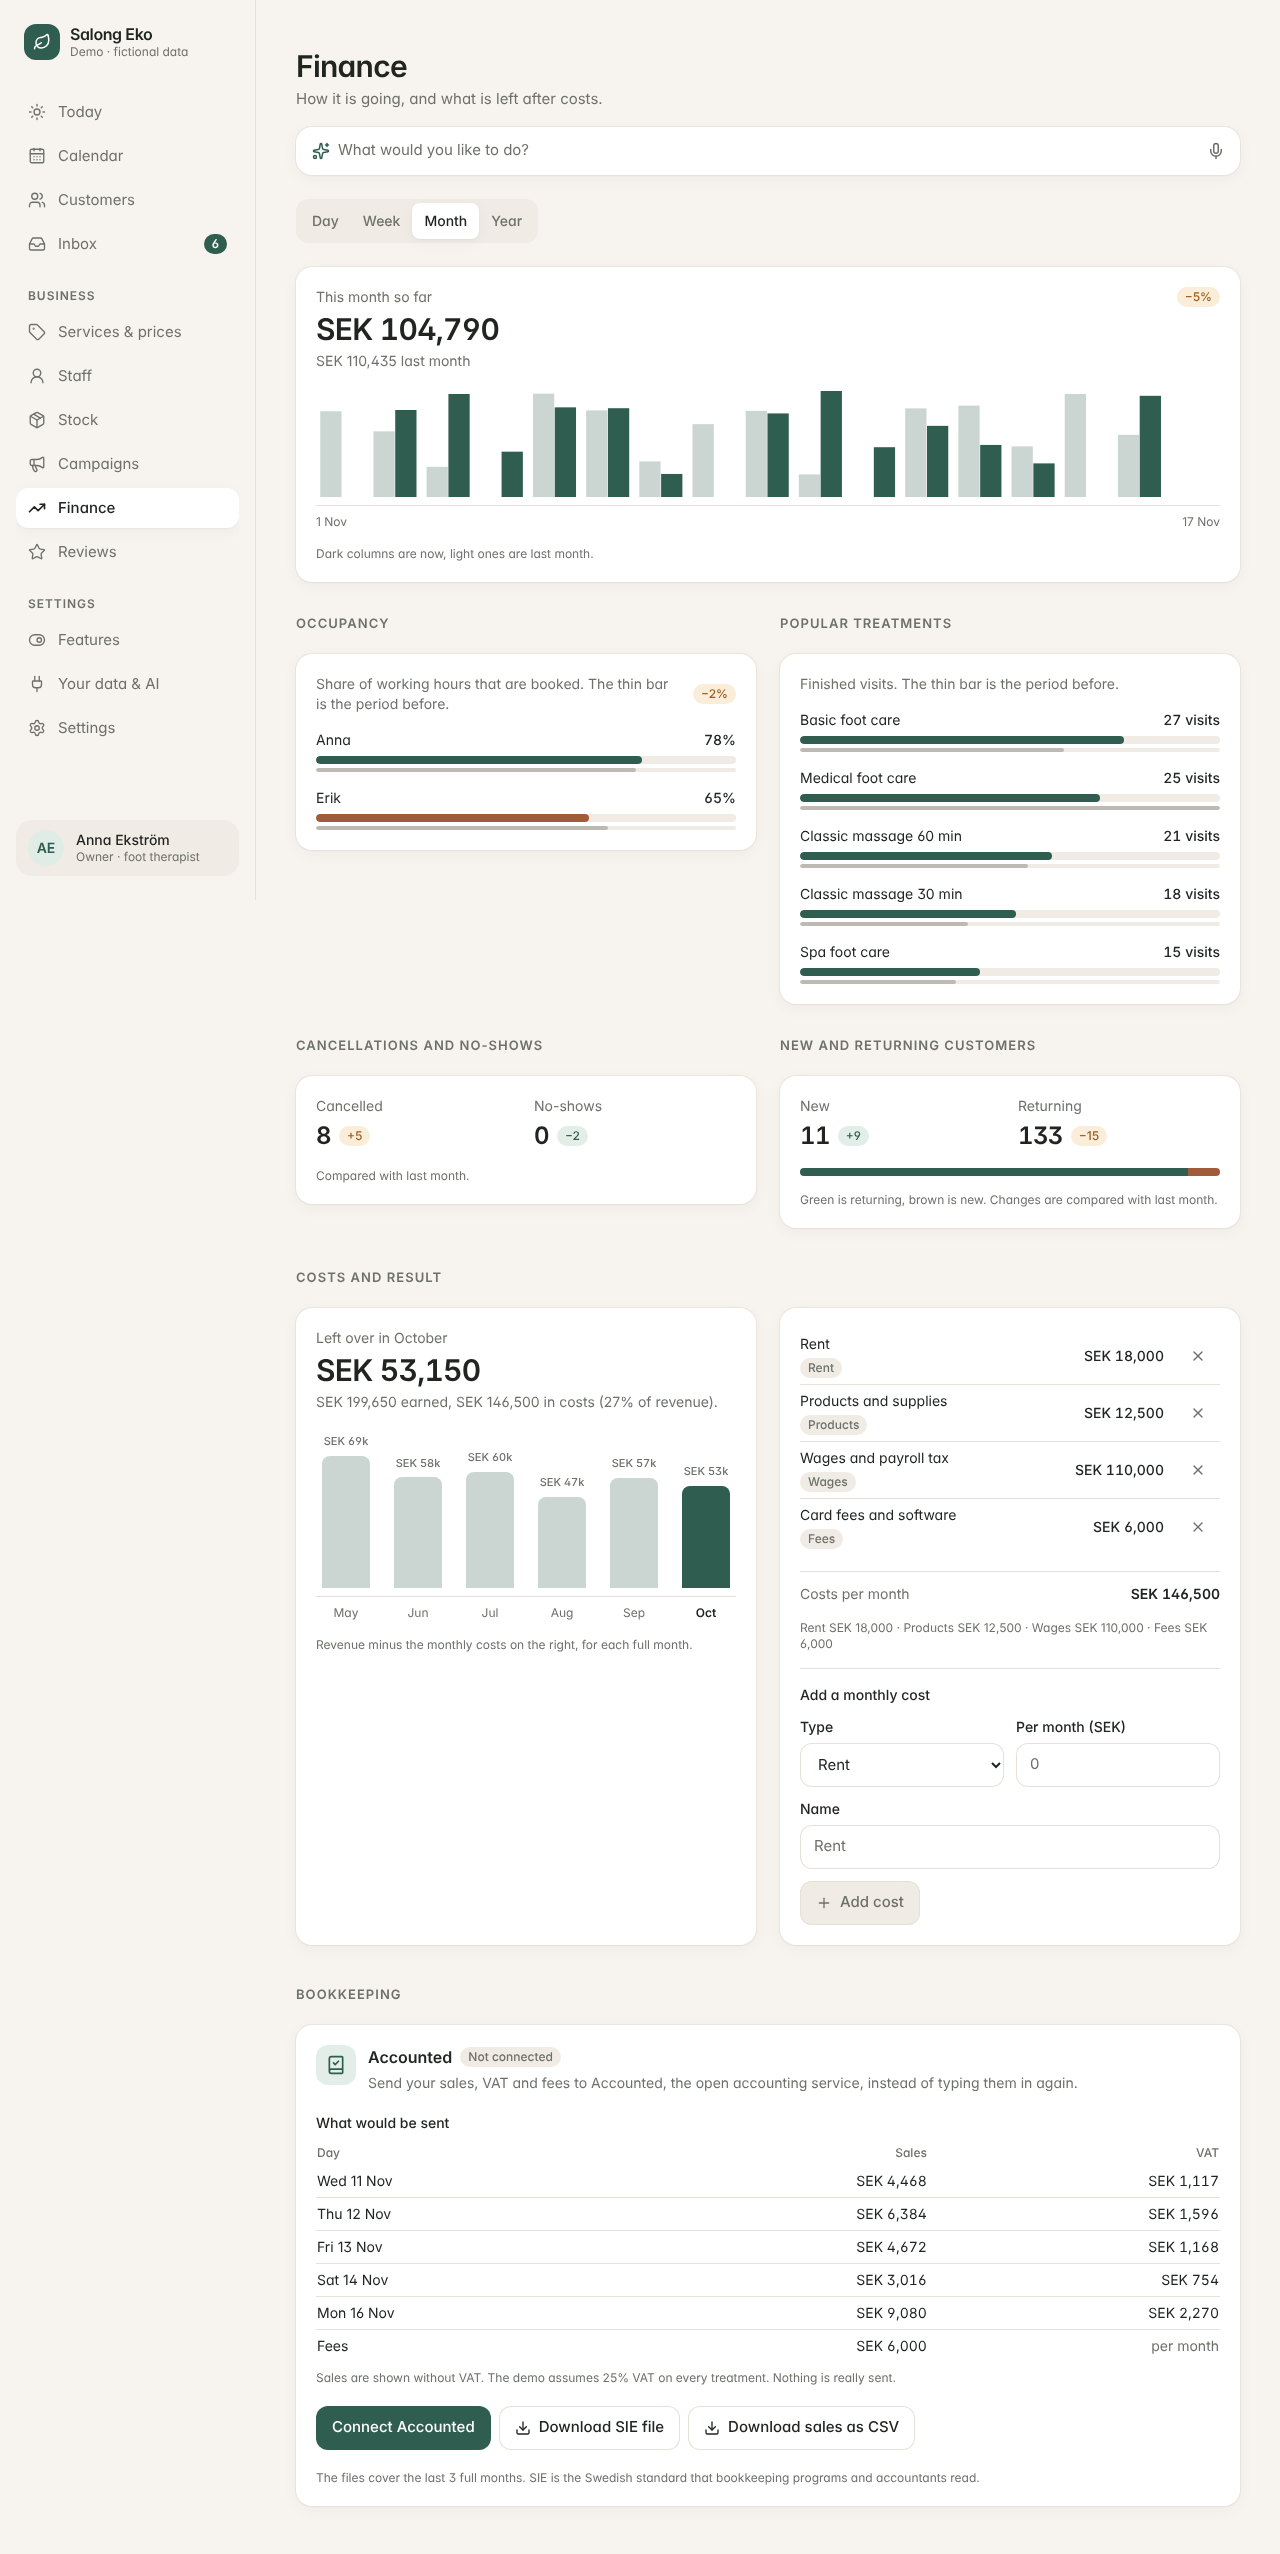 Salong Eko
Demo · fictional data
Today
Calendar
Customers
Inbox
6
BUSINESS
Services & prices
Staff
Stock
Campaigns
Finance
Reviews
SETTINGS
Features
Your data & AI
Settings
AE
Anna Ekström
Owner · foot therapist
Finance
How it is going, and what is left after costs.
What would you like to do?
Day Week Month Year
This month so far
−5%
SEK 104,790
SEK 110,435 last month
1 Nov 17 Nov
Dark columns are now, light ones are last month.
OCCUPANCY
Share of working hours that are booked. The thin bar
is the period before.
−2%
Anna 78%
Erik 65%
POPULAR TREATMENTS
Finished visits. The thin bar is the period before.
Basic foot care 27 visits
Medical foot care 25 visits
Classic massage 60 min 21 visits
Classic massage 30 min 18 visits
Spa foot care 15 visits
CANCELLATIONS AND NO-SHOWS
Cancelled No-shows
8 +5 0 −2
Compared with last month.
NEW AND RETURNING CUSTOMERS
New Returning
11 +9 133 −15
Green is returning, brown is new. Changes are compared with last month.
COSTS AND RESULT
Left over in October
SEK 53,150
SEK 199,650 earned, SEK 146,500 in costs (27% of revenue).
SEK 69k SEK 58k SEK 60k SEK 47k SEK 57k SEK 53k
May Jun Jul Aug Sep Oct
Revenue minus the monthly costs on the right, for each full month.
Rent
Rent
SEK 18,000
Products and supplies
Products
SEK 12,500
Wages and payroll tax
Wages
SEK 110,000
Card fees and software
Fees
SEK 6,000
Costs per month SEK 146,500
Rent SEK 18,000 · Products SEK 12,500 · Wages SEK 110,000 · Fees SEK
6,000
Add a monthly cost
Type Per month (SEK)
Rent 0
Name
Rent
Add cost
BOOKKEEPING
Accounted Not connected
Send your sales, VAT and fees to Accounted, the open accounting service, instead of typing them in again.
What would be sent
Day Sales VAT
Wed 11 Nov SEK 4,468 SEK 1,117
Thu 12 Nov SEK 6,384 SEK 1,596
Fri 13 Nov SEK 4,672 SEK 1,168
Sat 14 Nov SEK 3,016 SEK 754
Mon 16 Nov SEK 9,080 SEK 2,270
Fees SEK 6,000 per month
Sales are shown without VAT. The demo assumes 25% VAT on every treatment. Nothing is really sent.
Connect Accounted Download SIE file Download sales as CSV
The files cover the last 3 full months. SIE is the Swedish standard that bookkeeping programs and accountants read.